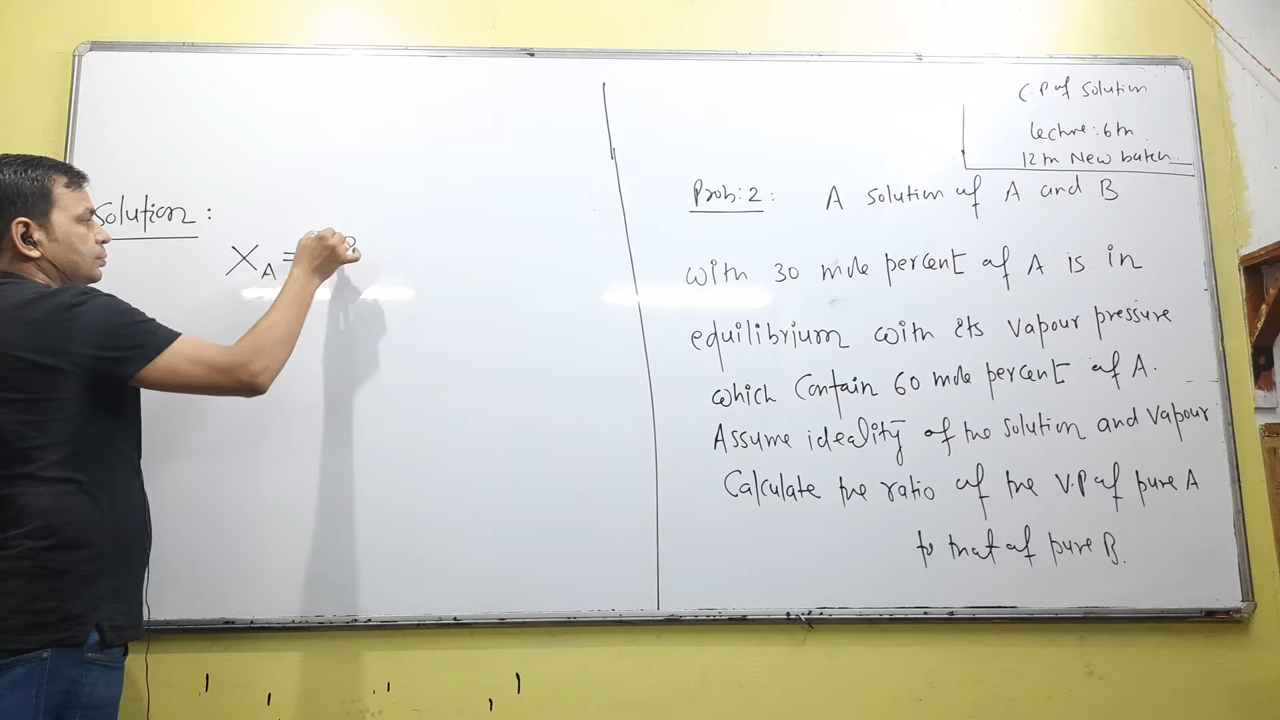 Solution :
X A =
C.P of Solution
Lecture : 6th
12th New batch.
Prob: 2 : A solution of A and B
with 30 mole percent of A is in
equilibrium with its vapour pressure
which Contain 60 mole percent of A.
Assume ideality of the solution and vapour
Calculate the ratio of the V.P of pure A
to that of pure B.